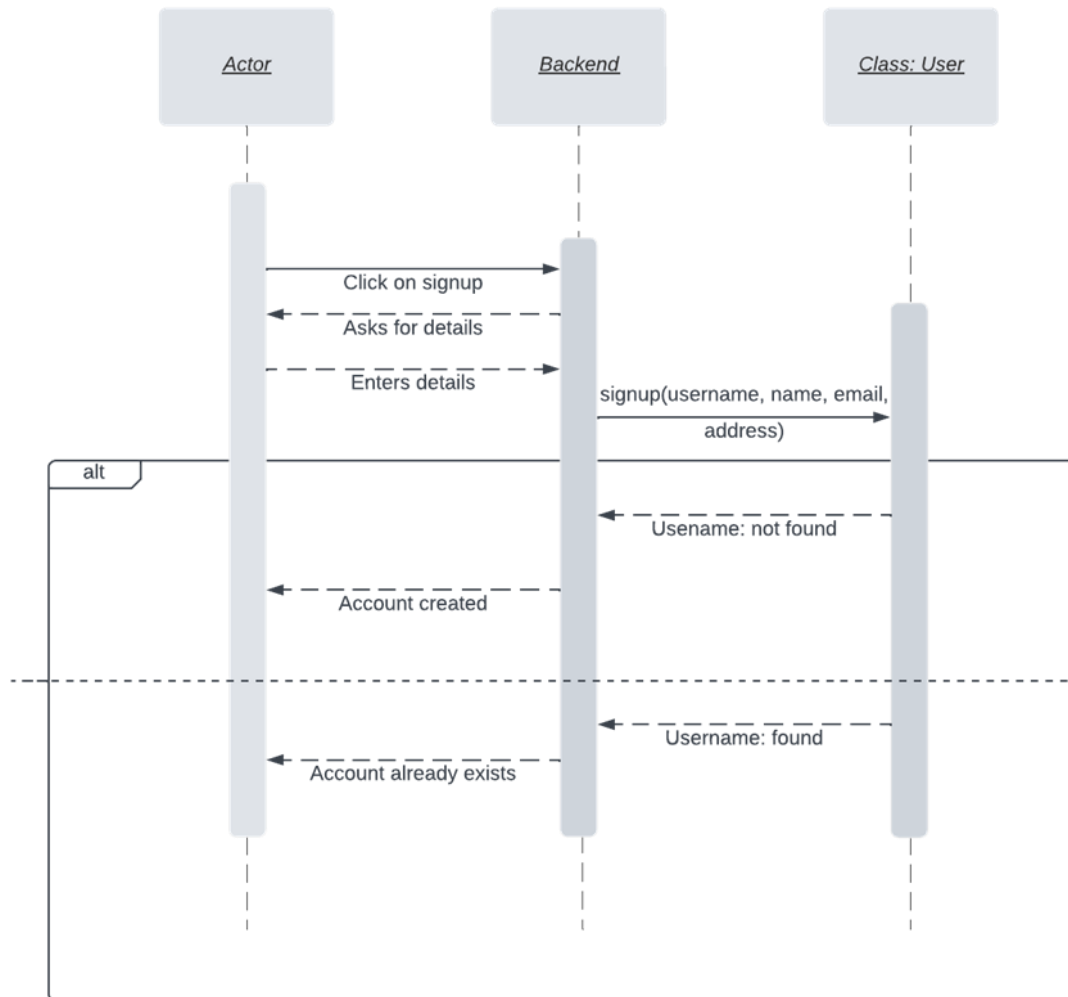 Actor
Backend
Class: User
Click on signup
Asks for details
Enters details
signup(username, name, email,
address)
alt
Usename: not found
Account created
Username: found
Account already exists